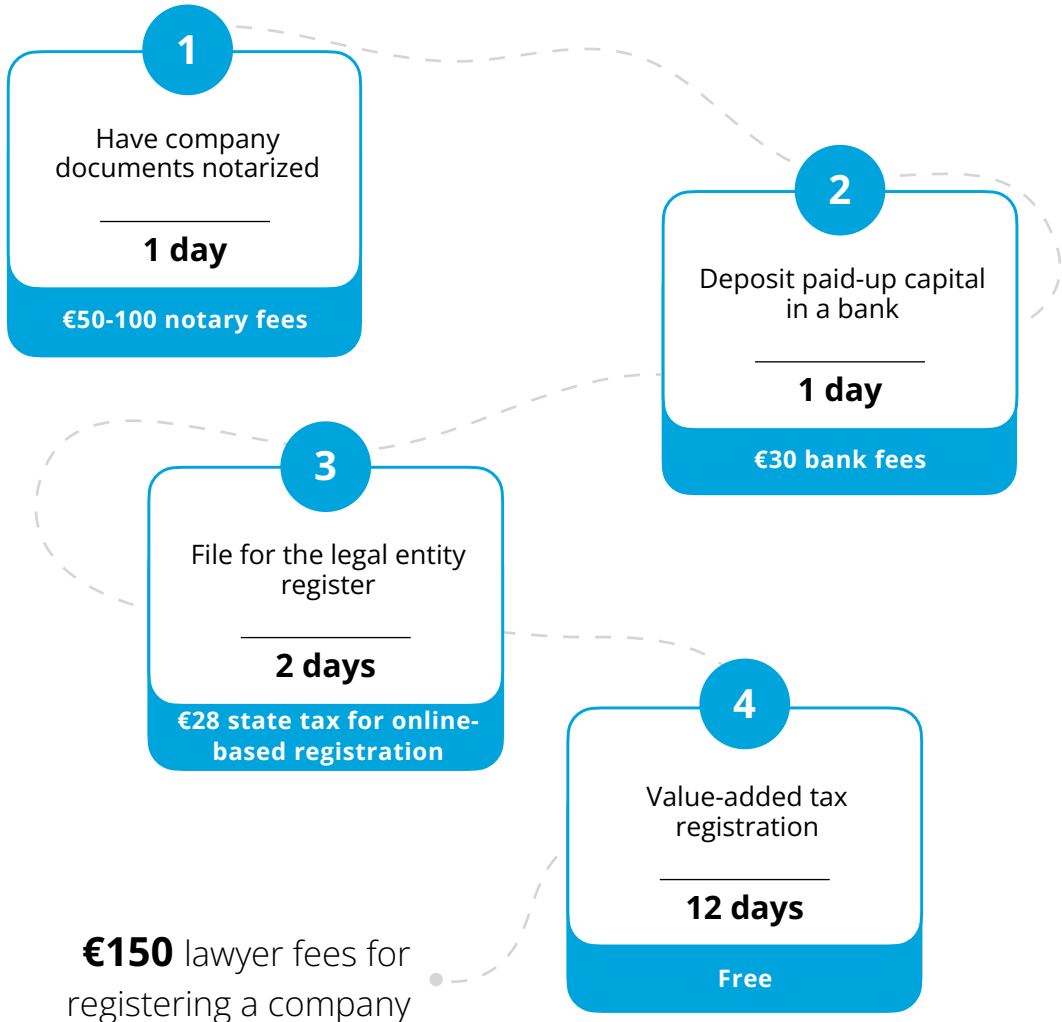 1
Have company
documents notarized
1 day
€50-100 notary fees
2
Deposit paid-up capital
in a bank
1 day
€30 bank fees
3
File for the legal entity
register
2 days
€28 state tax for online-
based registration
4
Value-added tax
registration
12 days
Free
€150 lawyer fees for
registering a company